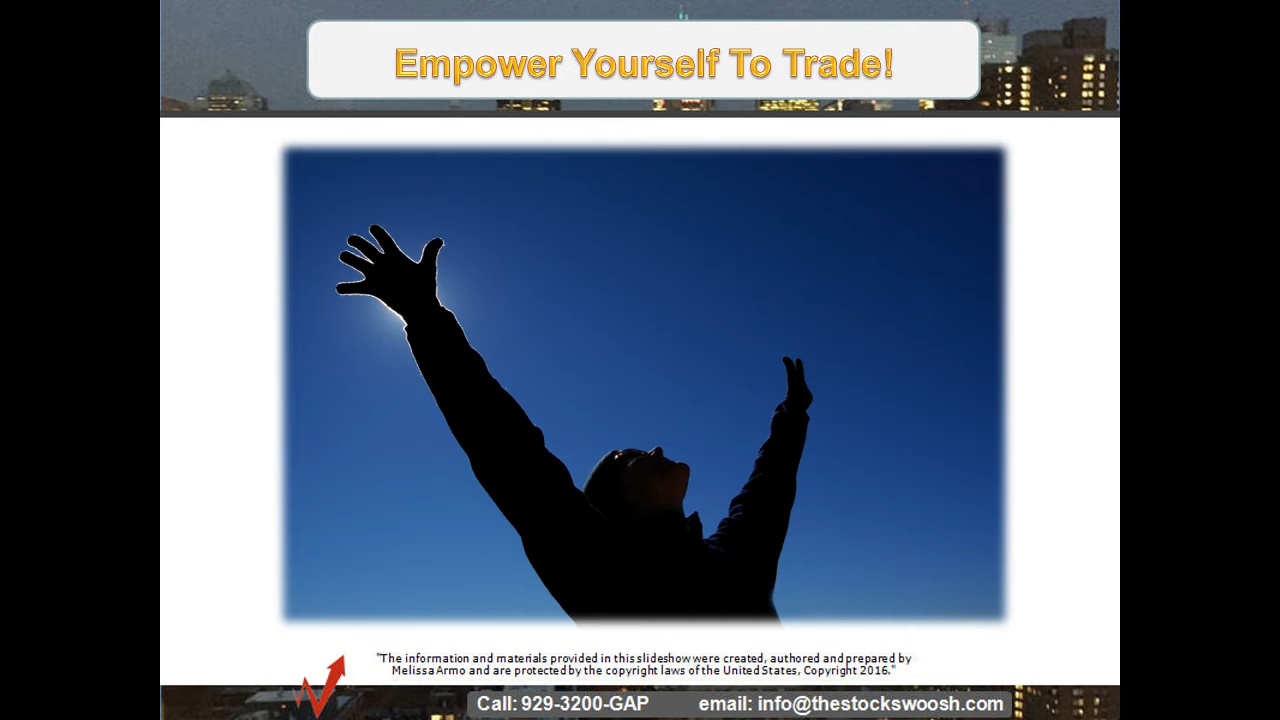 Empower Yourself To Trade!
"The information and materials provided in this slideshow were created, authored and prepared by
Melissa Armo and are protected by the copyright laws of the United States, Copyright 2016."
Call: 929-3200-GAP email: info@thestockswoosh.com